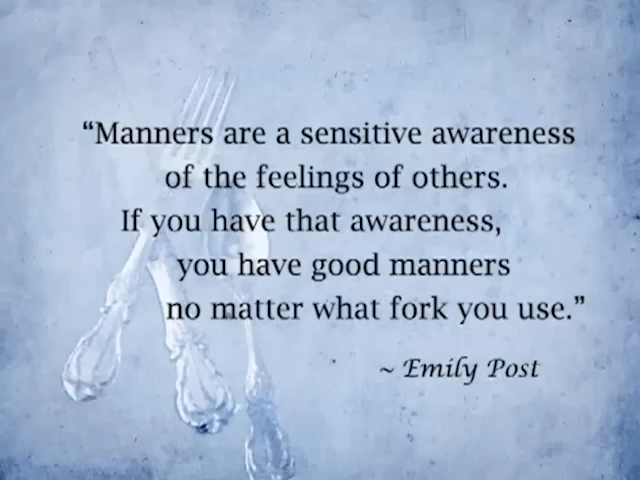 “Manners are a sensitive awareness
of the feelings of others.
If you have that awareness,
you have good manners
no matter what fork you use.”
~ Emily Post